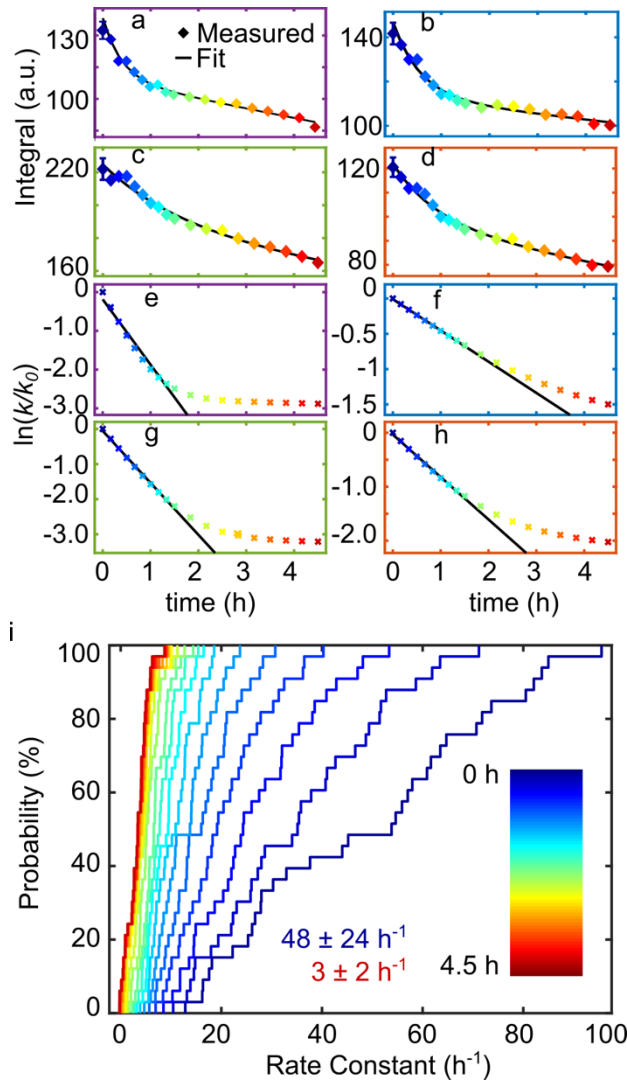 a
◆ Measured
— Fit
130
100
Integral (a.u.)
b
140
100
c
220
160
d
120
80
e
0
-1.0
-2.0
-3.0
ln(k/k0)
f
0
-0.5
-1
-1.5
g
0
-1.0
-2.0
-3.0
h
0
-1.0
-2.0
0 1 2 3 4
time (h)
0 1 2 3 4
time (h)
i
100
80
60
40
20
0
Probability (%)
0 h
4.5 h
48 ± 24 h⁻¹
3 ± 2 h⁻¹
0 20 40 60 80 100
Rate Constant (h⁻¹)